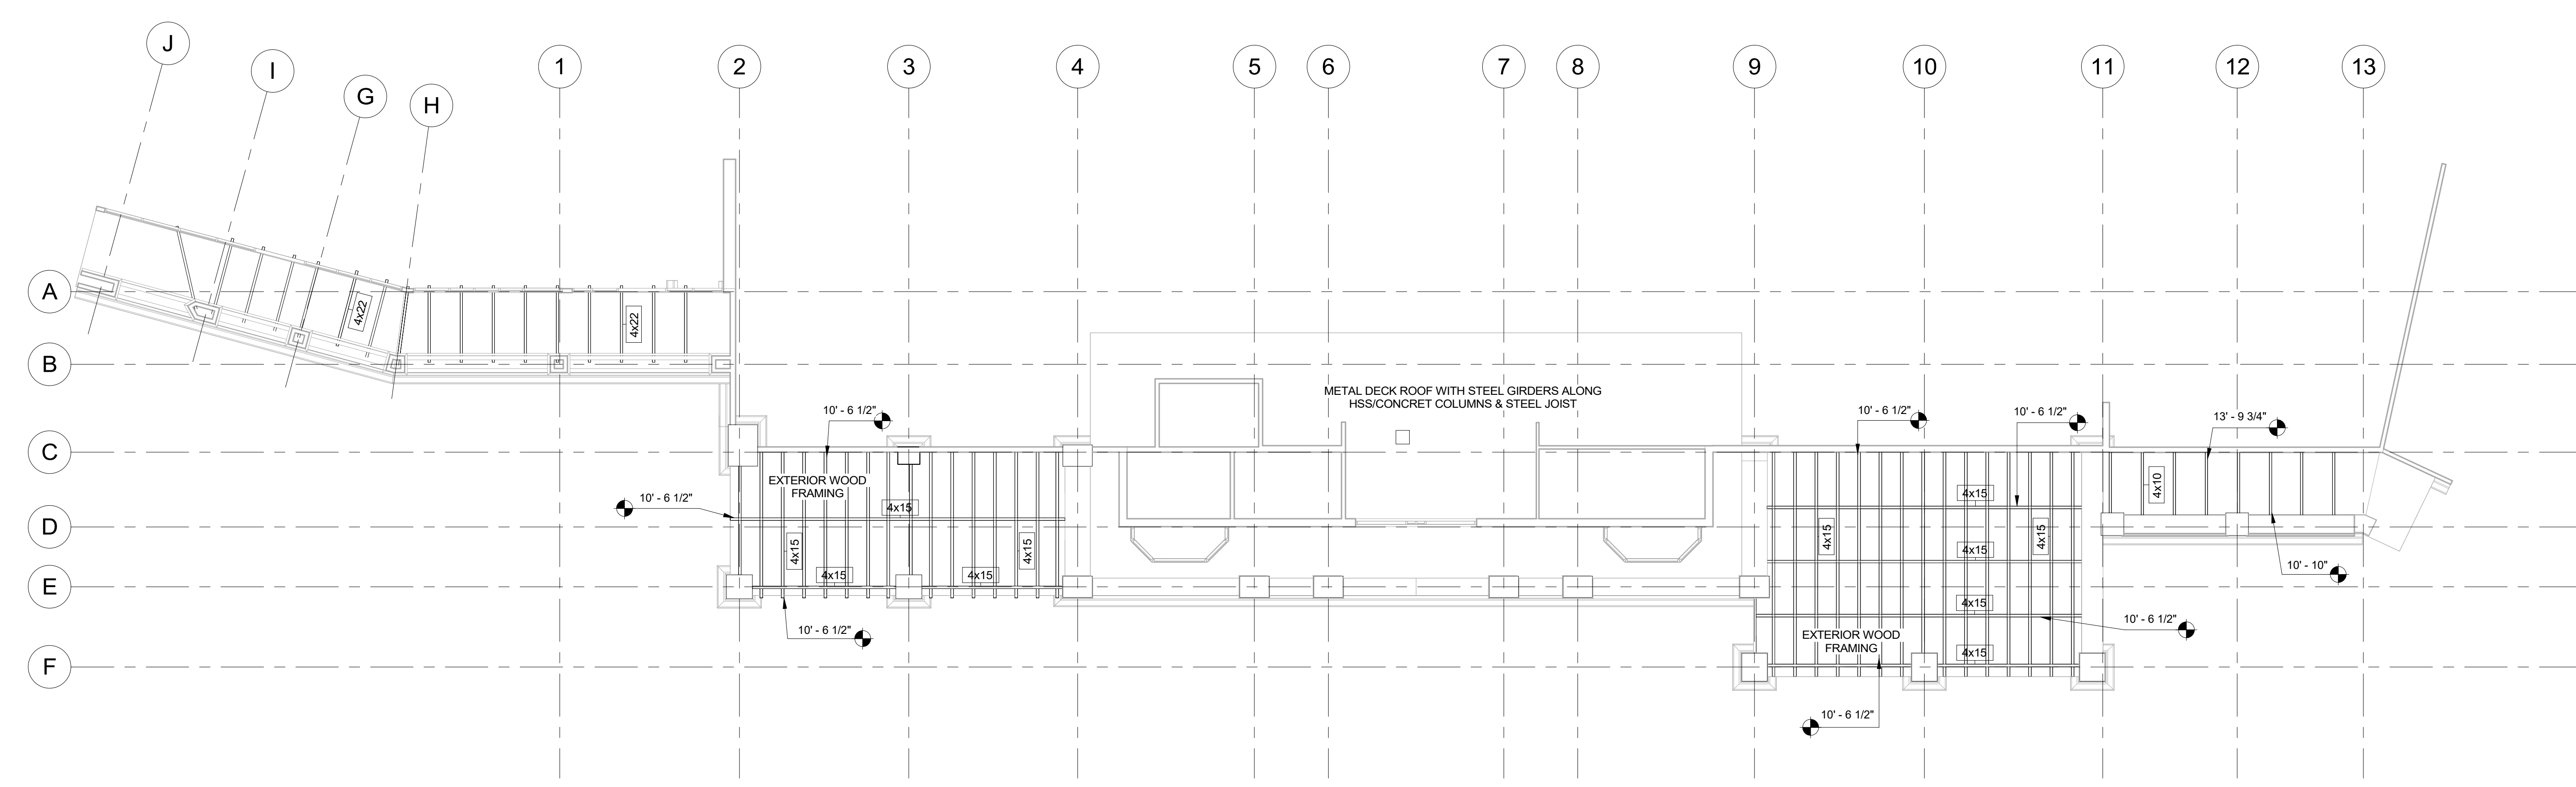 J
I
G
H
1
2
3
4
5
6
7
8
9
10
11
12
13
A
B
C
D
E
F
4x22
4x22
METAL DECK ROOF WITH STEEL GIRDERS ALONG
HSS/CONCRET COLUMNS & STEEL JOIST
10' - 6 1/2"
10' - 6 1/2"
10' - 6 1/2"
13' - 9 3/4"
EXTERIOR WOOD
FRAMING
10' - 6 1/2"
4x15
4x15
4x15
4x15
4x15
10' - 6 1/2"
4x15
4x15
4x15
4x15
4x15
4x15
4x10
10' - 10"
10' - 6 1/2"
EXTERIOR WOOD
FRAMING
10' - 6 1/2"